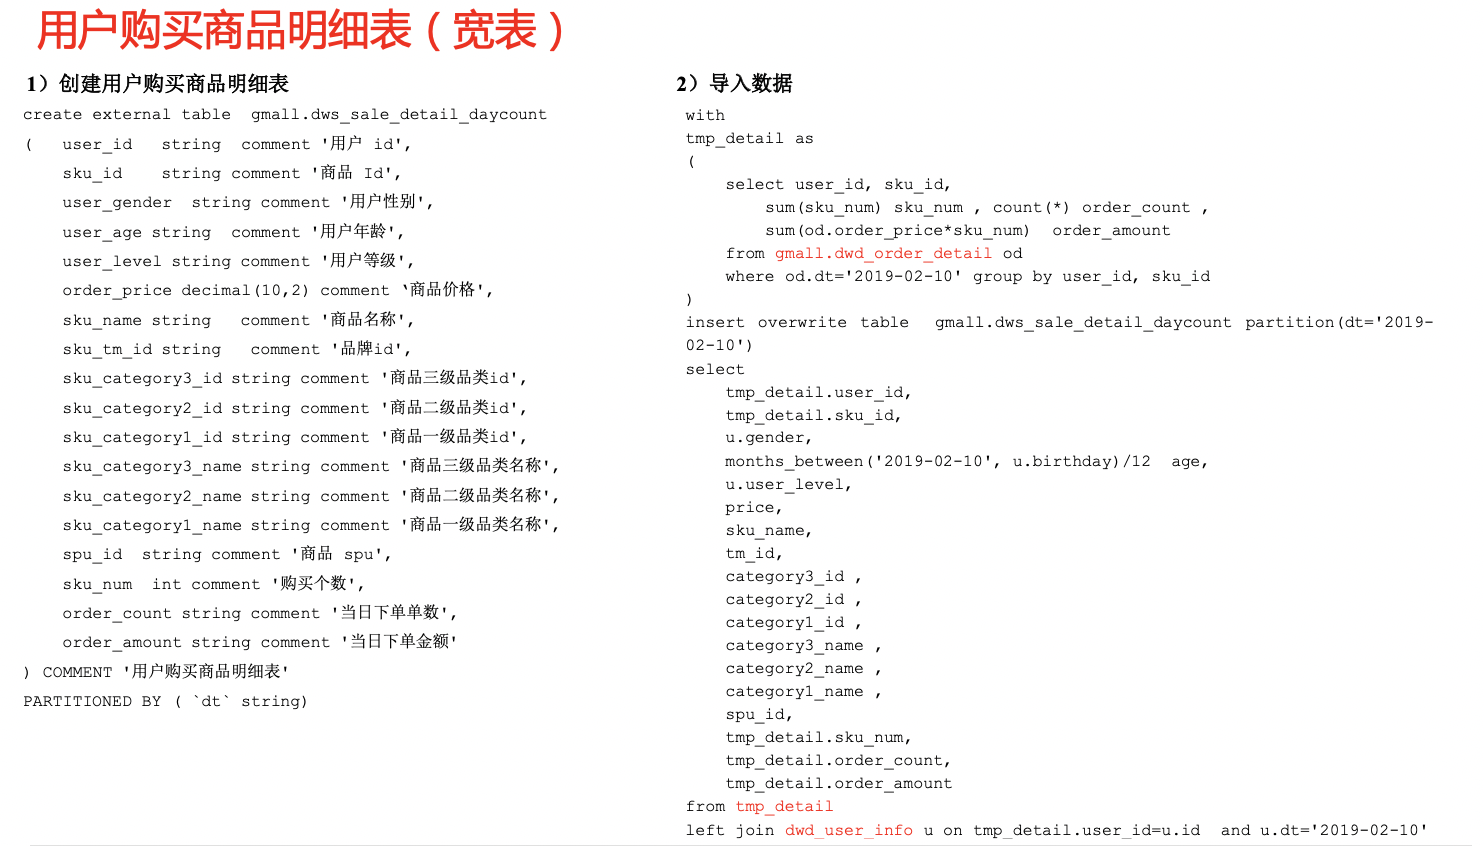 用户购买商品明细表（宽表）
1）创建用户购买商品明细表
create external table  gmall.dws_sale_detail_daycount
(   user_id   string  comment '用户 id',
    sku_id    string comment '商品 Id',
    user_gender  string comment '用户性别',
    user_age string  comment '用户年龄',
    user_level string comment '用户等级',
    order_price decimal(10,2) comment '商品价格',
    sku_name string   comment '商品名称',
    sku_tm_id string   comment '品牌id',
    sku_category3_id string comment '商品三级品类id',
    sku_category2_id string comment '商品二级品类id',
    sku_category1_id string comment '商品一级品类id',
    sku_category3_name string comment '商品三级品类名称',
    sku_category2_name string comment '商品二级品类名称',
    sku_category1_name string comment '商品一级品类名称',
    spu_id  string comment '商品 spu',
    sku_num  int comment '购买个数',
    order_count string comment '当日下单单数',
    order_amount string comment '当日下单金额'
) COMMENT '用户购买商品明细表'
PARTITIONED BY ( `dt` string)
2）导入数据
with
tmp_detail as
(
    select user_id, sku_id,
        sum(sku_num) sku_num , count(*) order_count ,
        sum(od.order_price*sku_num)  order_amount
    from gmall.dwd_order_detail od
    where od.dt='2019-02-10' group by user_id, sku_id
)
insert overwrite table  gmall.dws_sale_detail_daycount partition(dt='2019-
02-10')
select
    tmp_detail.user_id,
    tmp_detail.sku_id,
    u.gender,
    months_between('2019-02-10', u.birthday)/12  age,
    u.user_level,
    price,
    sku_name,
    tm_id,
    category3_id ,
    category2_id ,
    category1_id ,
    category3_name ,
    category2_name ,
    category1_name ,
    spu_id,
    tmp_detail.sku_num,
    tmp_detail.order_count,
    tmp_detail.order_amount
from tmp_detail
left join dwd_user_info u on tmp_detail.user_id=u.id  and u.dt='2019-02-10'